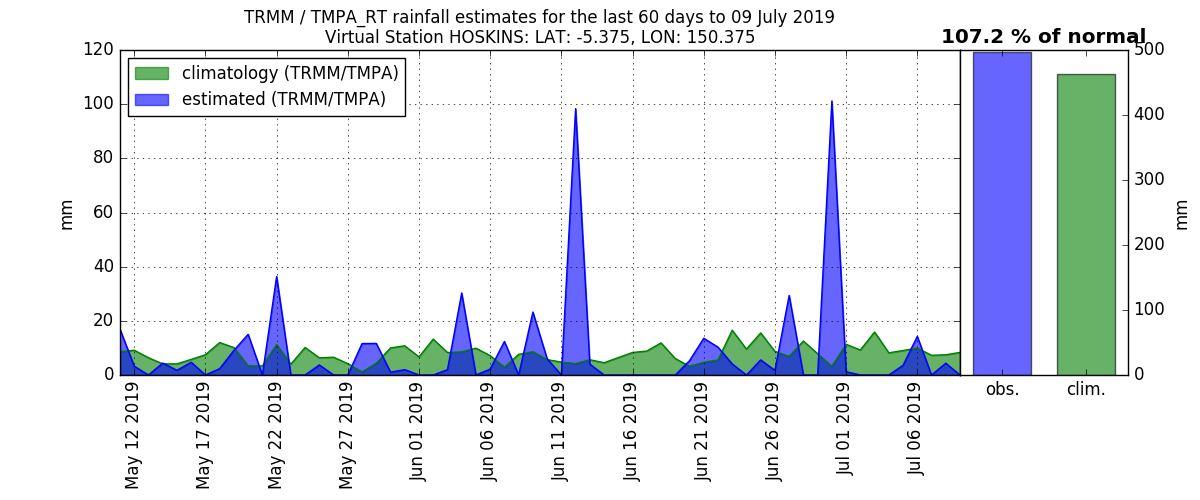 TRMM / TMPA_RT rainfall estimates for the last 60 days to 09 July 2019
Virtual Station HOSKINS: LAT: -5.375, LON: 150.375
107.2 % of normal
climatology (TRMM/TMPA)
estimated (TRMM/TMPA)
120
100
80
60
40
20
0
mm
May 12 2019
May 17 2019
May 22 2019
May 27 2019
Jun 01 2019
Jun 06 2019
Jun 11 2019
Jun 16 2019
Jun 21 2019
Jun 26 2019
Jul 01 2019
Jul 06 2019
500
400
300
200
100
0
mm
obs.
clim.